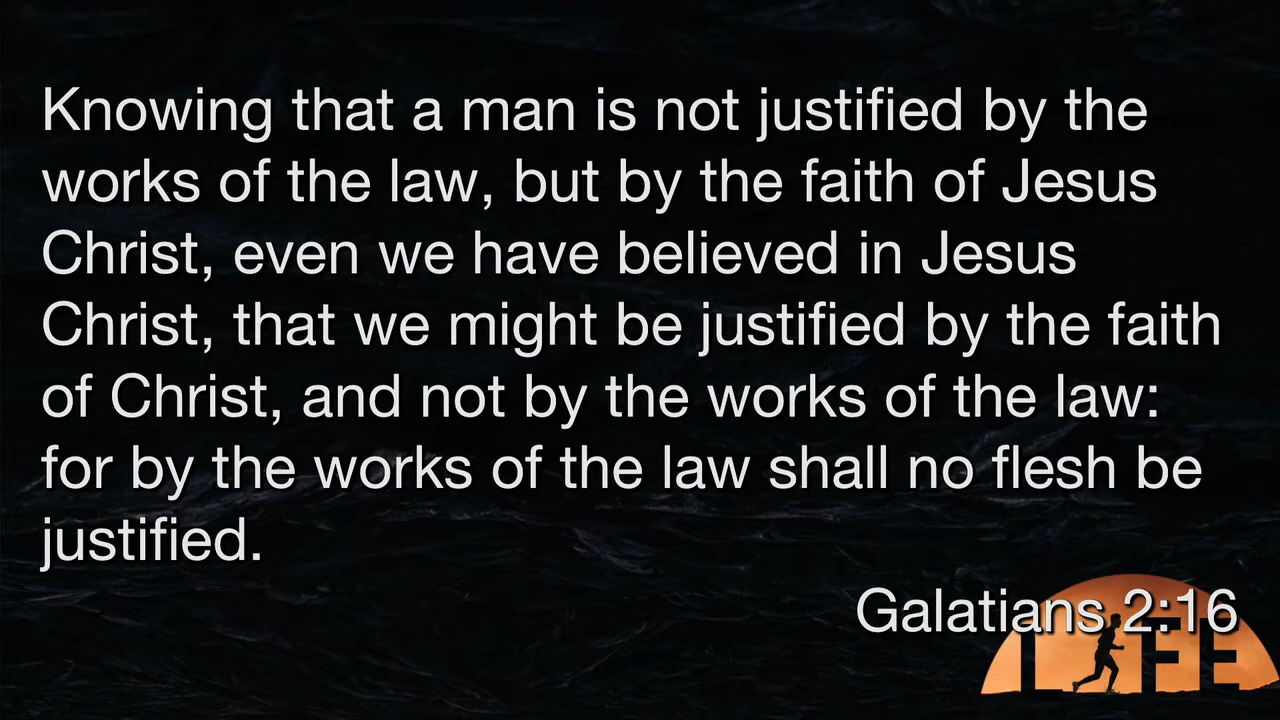 Knowing that a man is not justified by the
works of the law, but by the faith of Jesus
Christ, even we have believed in Jesus
Christ, that we might be justified by the faith
of Christ, and not by the works of the law:
for by the works of the law shall no flesh be
justified.
Galatians 2:16
LIFE